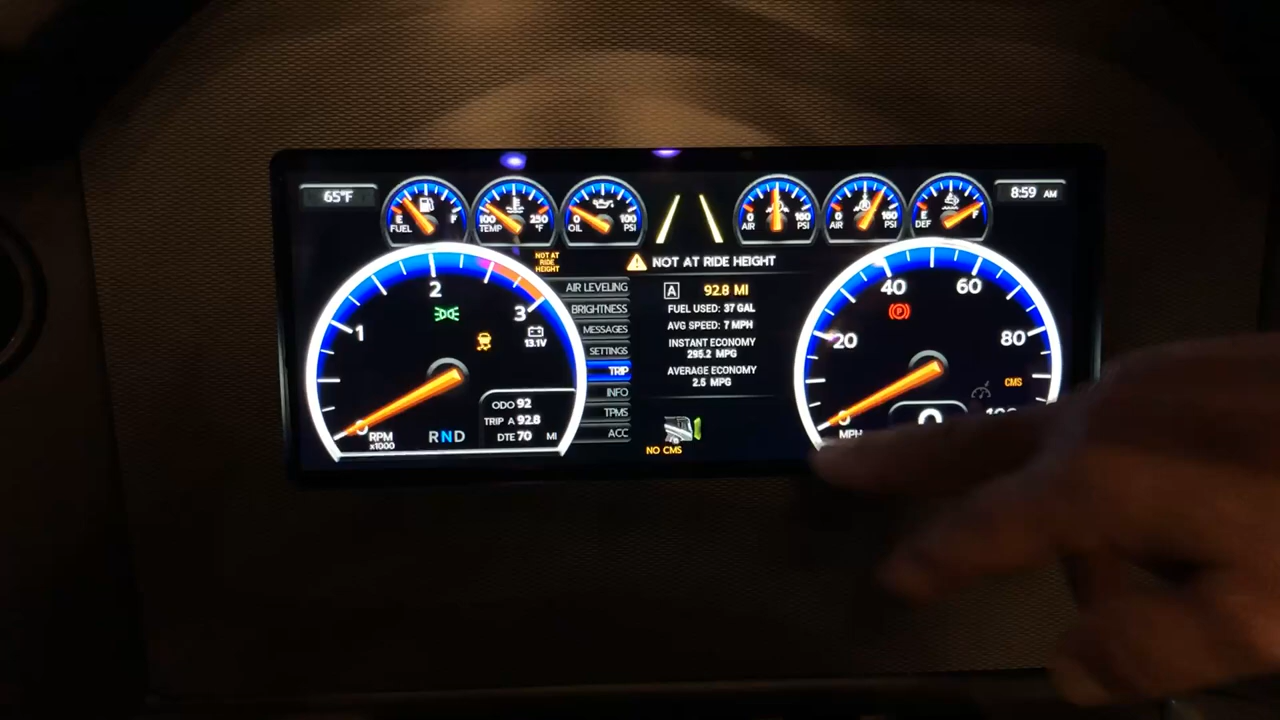 65°F
E F
FUEL
100 250
TEMP °F
0 100
OIL PSI
0 160
AIR PSI
0 160
AIR PSI
E F
DEF
8:59 AM
NOT AT
RIDE
HEIGHT
NOT AT RIDE HEIGHT
0 1 2 3
13.1V
RPM
x1000
RND
ODO 92
TRIP A 92.8
DTE 70 MI
AIR LEVELING
BRIGHTNESS
MESSAGES
SETTINGS
TRIP
INFO
TPMS
ACC
A 92.8 MI
FUEL USED: 37 GAL
AVG SPEED: 7 MPH
INSTANT ECONOMY
295.2 MPG
AVERAGE ECONOMY
2.5 MPG
NO CMS
0 20 40 60 80
P
CMS
MPH
0